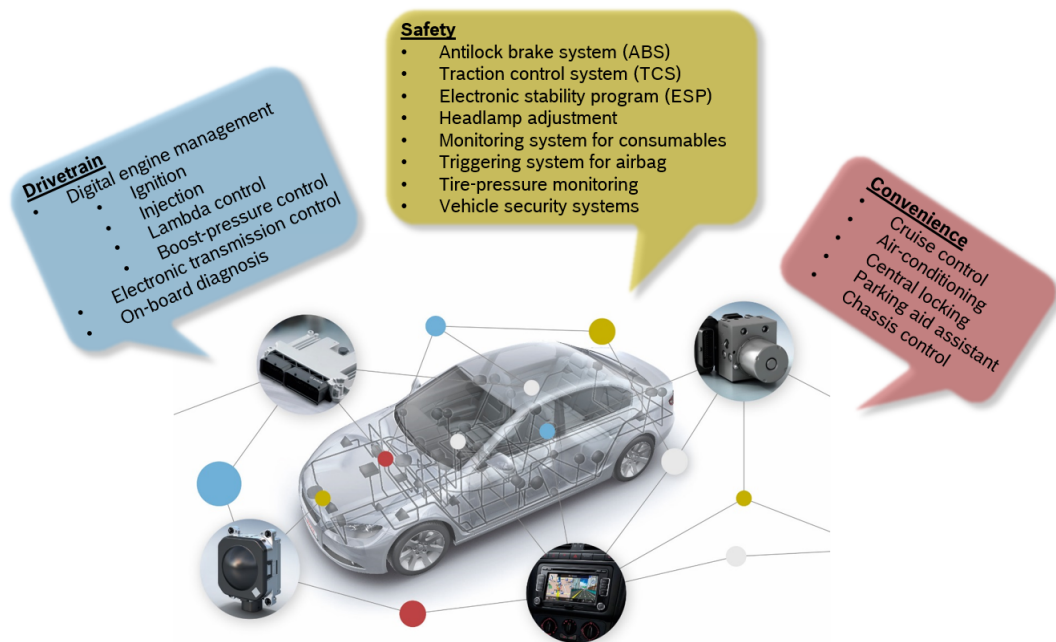 Drivetrain
• Digital engine management
• Ignition
• Injection
• Lambda control
• Boost-pressure control
• Electronic transmission control
• On-board diagnosis
Safety
• Antilock brake system (ABS)
• Traction control system (TCS)
• Electronic stability program (ESP)
• Headlamp adjustment
• Monitoring system for consumables
• Triggering system for airbag
• Tire-pressure monitoring
• Vehicle security systems
Convenience
• Cruise control
• Air-conditioning
• Central locking
• Parking aid assistant
• Chassis control